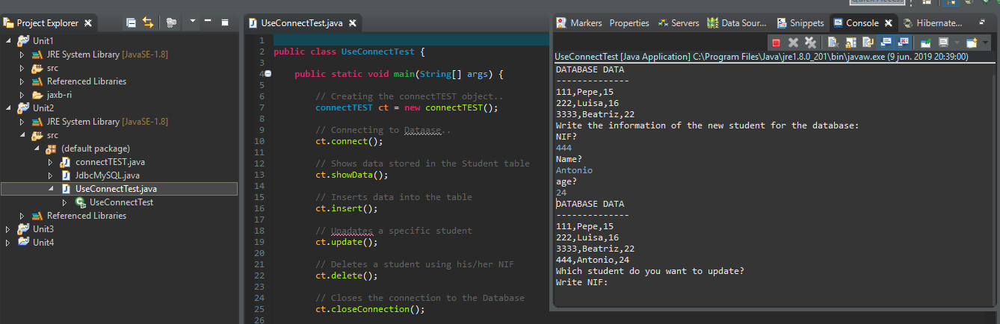 Quick Access
Project Explorer
Unit1
JRE System Library [JavaSE-1.8]
src
Referenced Libraries
jaxb-ri
Unit2
JRE System Library [JavaSE-1.8]
src
(default package)
connectTEST.java
JdbcMySQL.java
UseConnectTest.java
UseConnectTest
Referenced Libraries
Unit3
Unit4
UseConnectTest.java
1
2 public class UseConnectTest {
3
4 public static void main(String[] args) {
5
6 // Creating the connectTEST object..
7 connectTEST ct = new connectTEST();
8
9 // Connecting to Dataase..
10 ct.connect();
11
12 // Shows data stored in the Student table
13 ct.showData();
14
15 // Inserts data into the table
16 ct.insert();
17
18 // Upadates a specific student
19 ct.update();
20
21 // Deletes a student using his/her NIF
22 ct.delete();
23
24 // Closes the connection to the Database
25 ct.closeConnection();
26
Markers Properties Servers Data Sour... Snippets Console Hibernate...
UseConnectTest [Java Application] C:\Program Files\Java\jre1.8.0_201\bin\javaw.exe (9 jun. 2019 20:39:00)
DATABASE DATA
--------------
111,Pepe,15
222,Luisa,16
3333,Beatriz,22
Write the information of the new student for the database:
NIF?
444
Name?
Antonio
age?
24
DATABASE DATA
--------------
111,Pepe,15
222,Luisa,16
3333,Beatriz,22
444,Antonio,24
Which student do you want to update?
Write NIF: